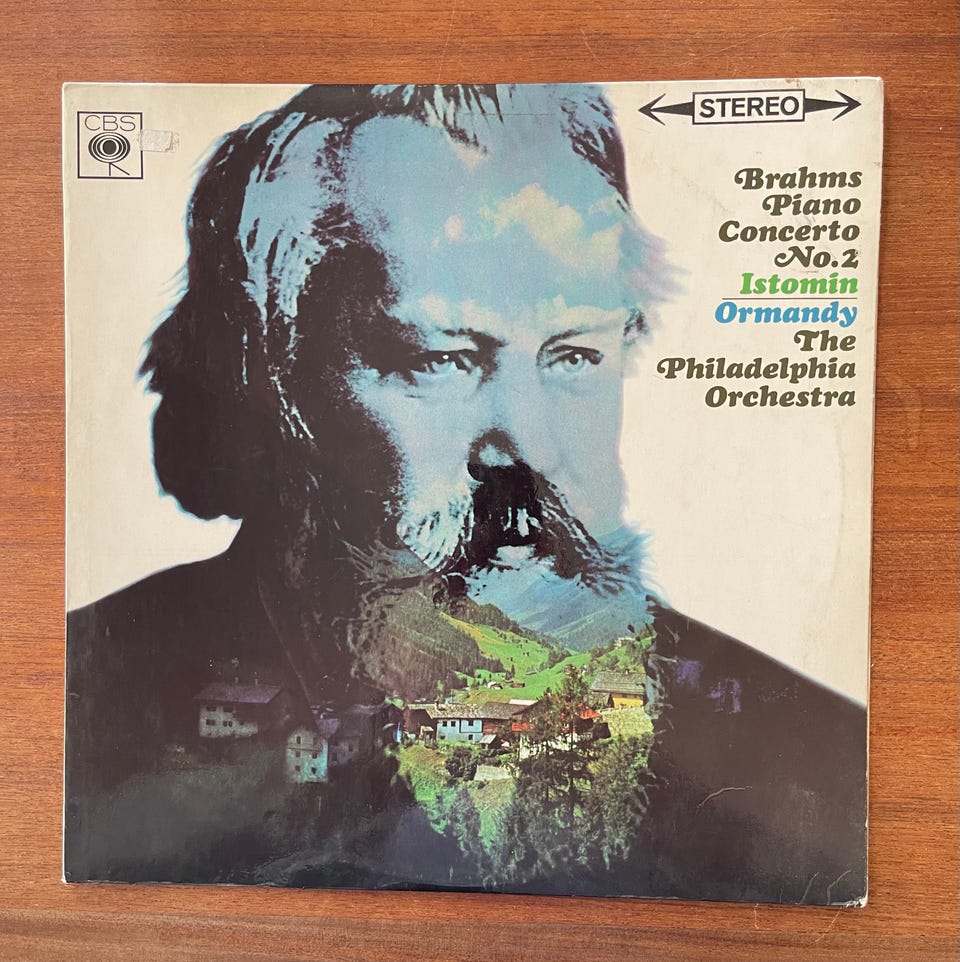 CBS
STEREO
Brahms
Piano
Concerto
No.2
Istomin
Ormandy
The
Philadelphia
Orchestra